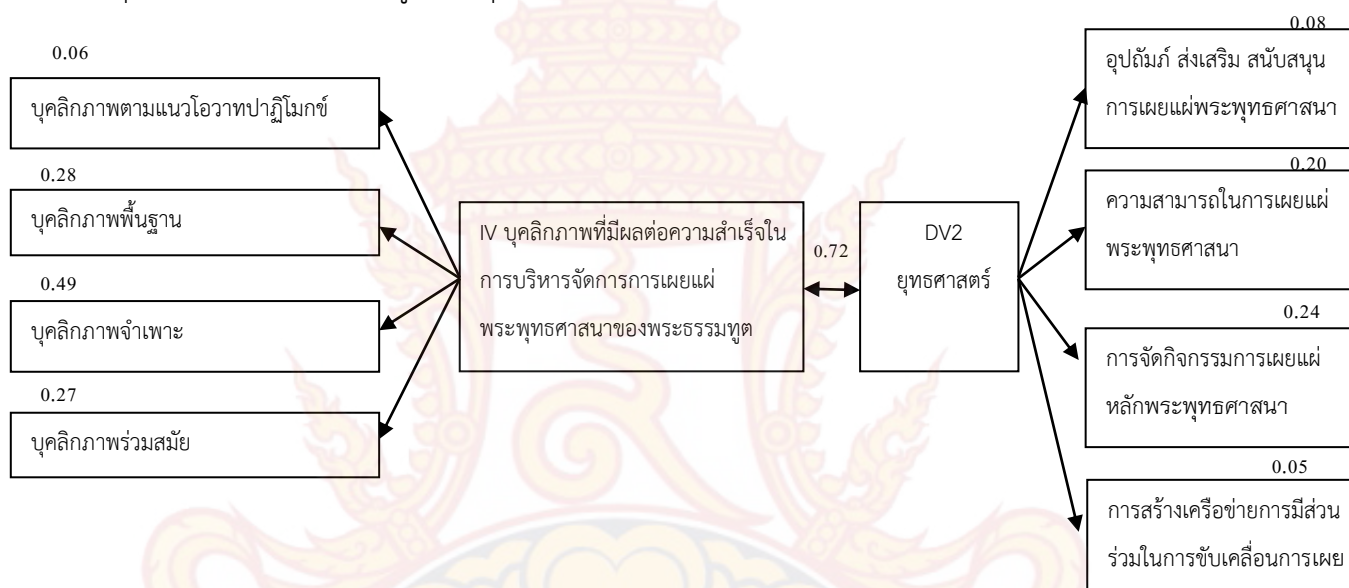 0.06
บุคลิกภาพตามแนวโอวาทปาฏิโมกข์
0.28
บุคลิกภาพพื้นฐาน
0.49
บุคลิกภาพจำเพาะ
0.27
บุคลิกภาพร่วมสมัย
IV บุคลิกภาพที่มีผลต่อความสำเร็จใน
การบริหารจัดการการเผยแผ่
พระพุทธศาสนาของพระธรรมทูต
0.72
DV2
ยุทธศาสตร์
0.08
อุปถัมภ์ ส่งเสริม สนับสนุน
การเผยแผ่พระพุทธศาสนา
0.20
ความสามารถในการเผยแผ่
พระพุทธศาสนา
0.24
การจัดกิจกรรมการเผยแผ่
หลักพระพุทธศาสนา
0.05
การสร้างเครือข่ายการมีส่วน
ร่วมในการขับเคลื่อนการเผย